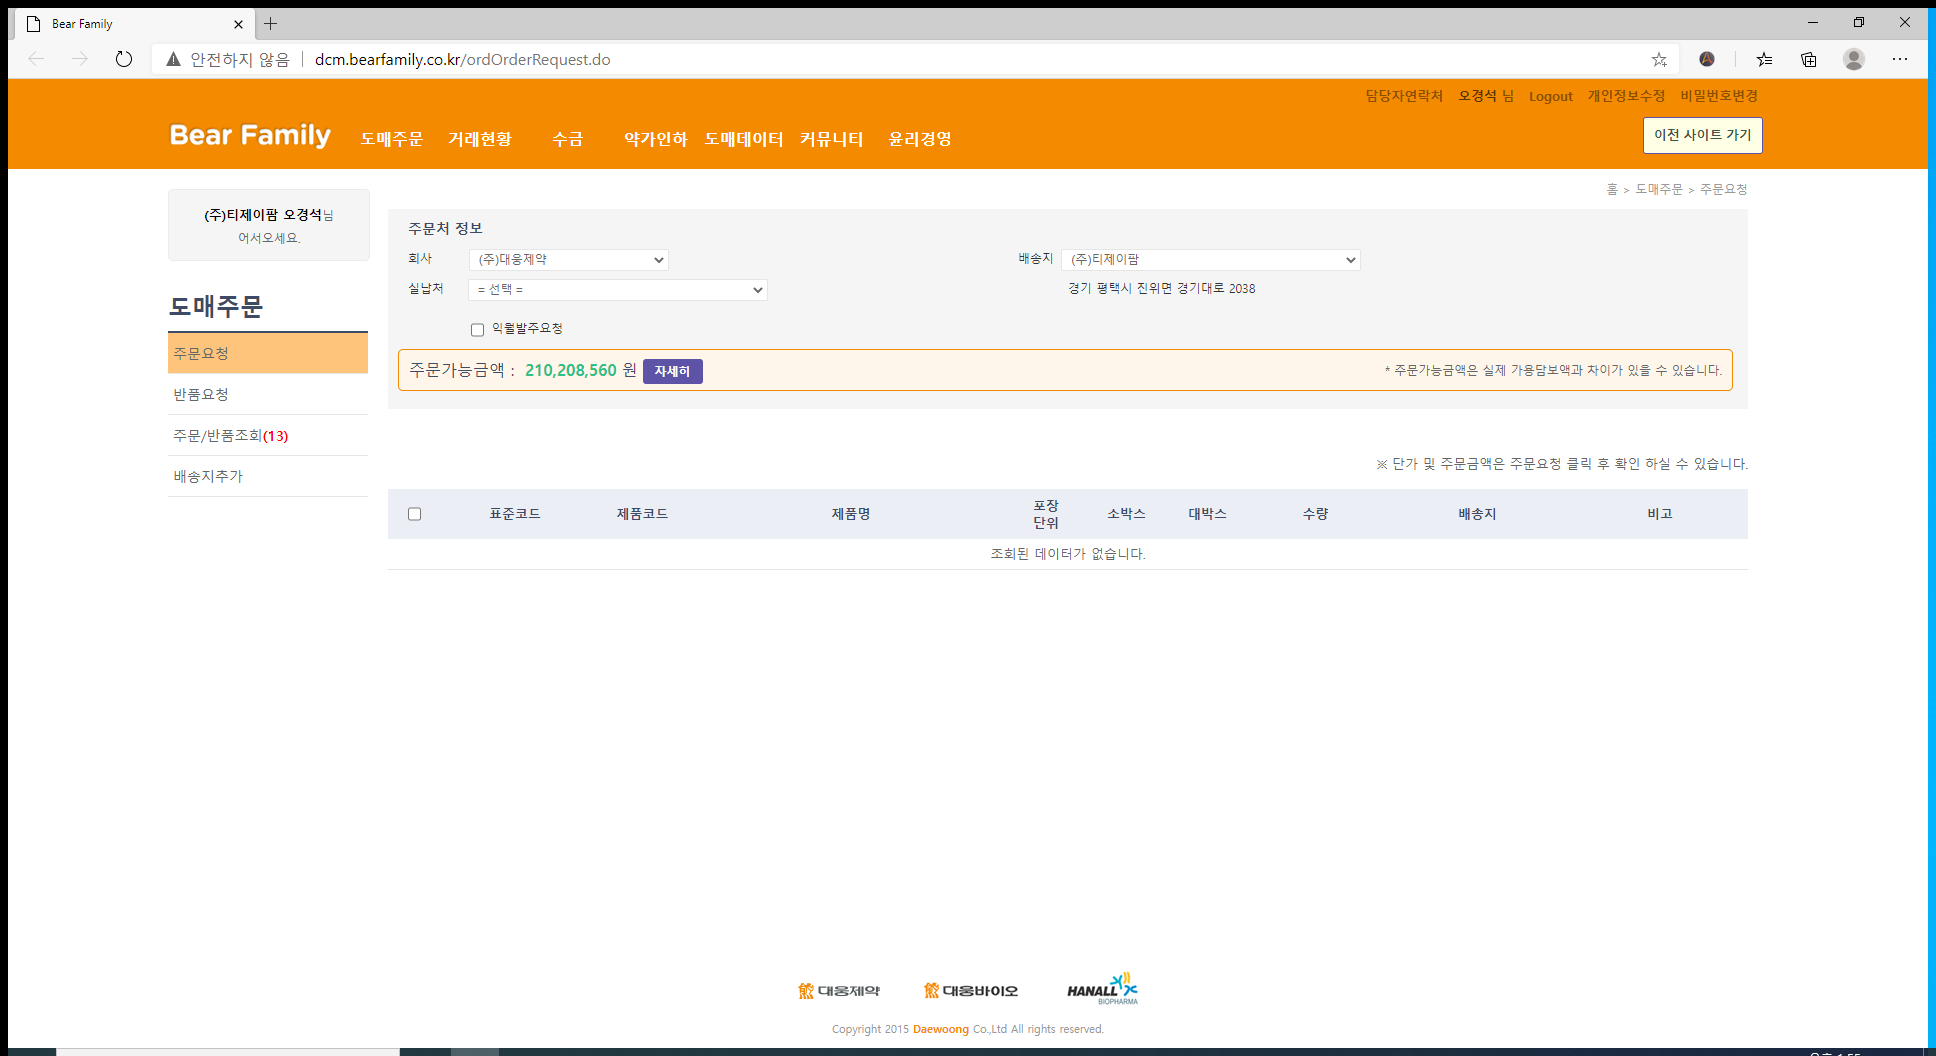 Bear Family
안전하지 않음 dcm.bearfamily.co.kr/ordOrderRequest.do
담당자연락처 오경석 님 Logout 개인정보수정 비밀번호변경
Bear Family 도매주문 거래현황 수금 약가인하 도매데이터 커뮤니티 윤리경영
이전 사이트 가기
홈 > 도매주문 > 주문요청
(주)티제이팜 오경석님
어서오세요.
도매주문
주문요청
반품요청
주문/반품조회(13)
배송지추가
주문처 정보
회사 (주)대웅제약 배송지 (주)티제이팜
실납처 = 선택 = 경기 평택시 진위면 경기대로 2038
익월발주요청
주문가능금액 : 210,208,560 원 자세히 * 주문가능금액은 실제 가용담보액과 차이가 있을 수 있습니다.
※ 단가 및 주문금액은 주문요청 클릭 후 확인 하실 수 있습니다.
표준코드 제품코드 제품명 포장 단위 소박스 대박스 수량 배송지 비고
조회된 데이터가 없습니다.
대웅제약 대웅바이오 HANALL BIOPHARMA
Copyright 2015 Daewoong Co.,Ltd All rights reserved.